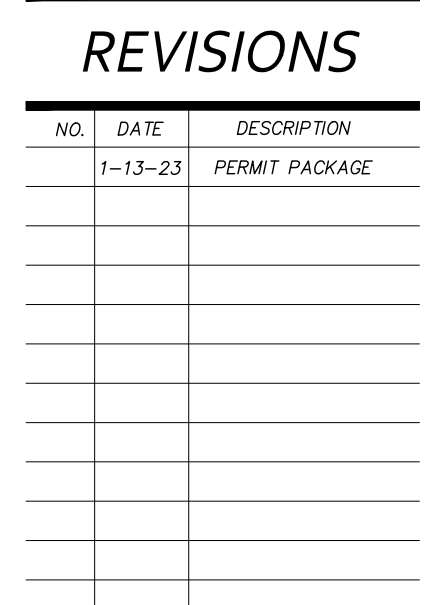 REVISIONS
NO. DATE DESCRIPTION
1-13-23 PERMIT PACKAGE